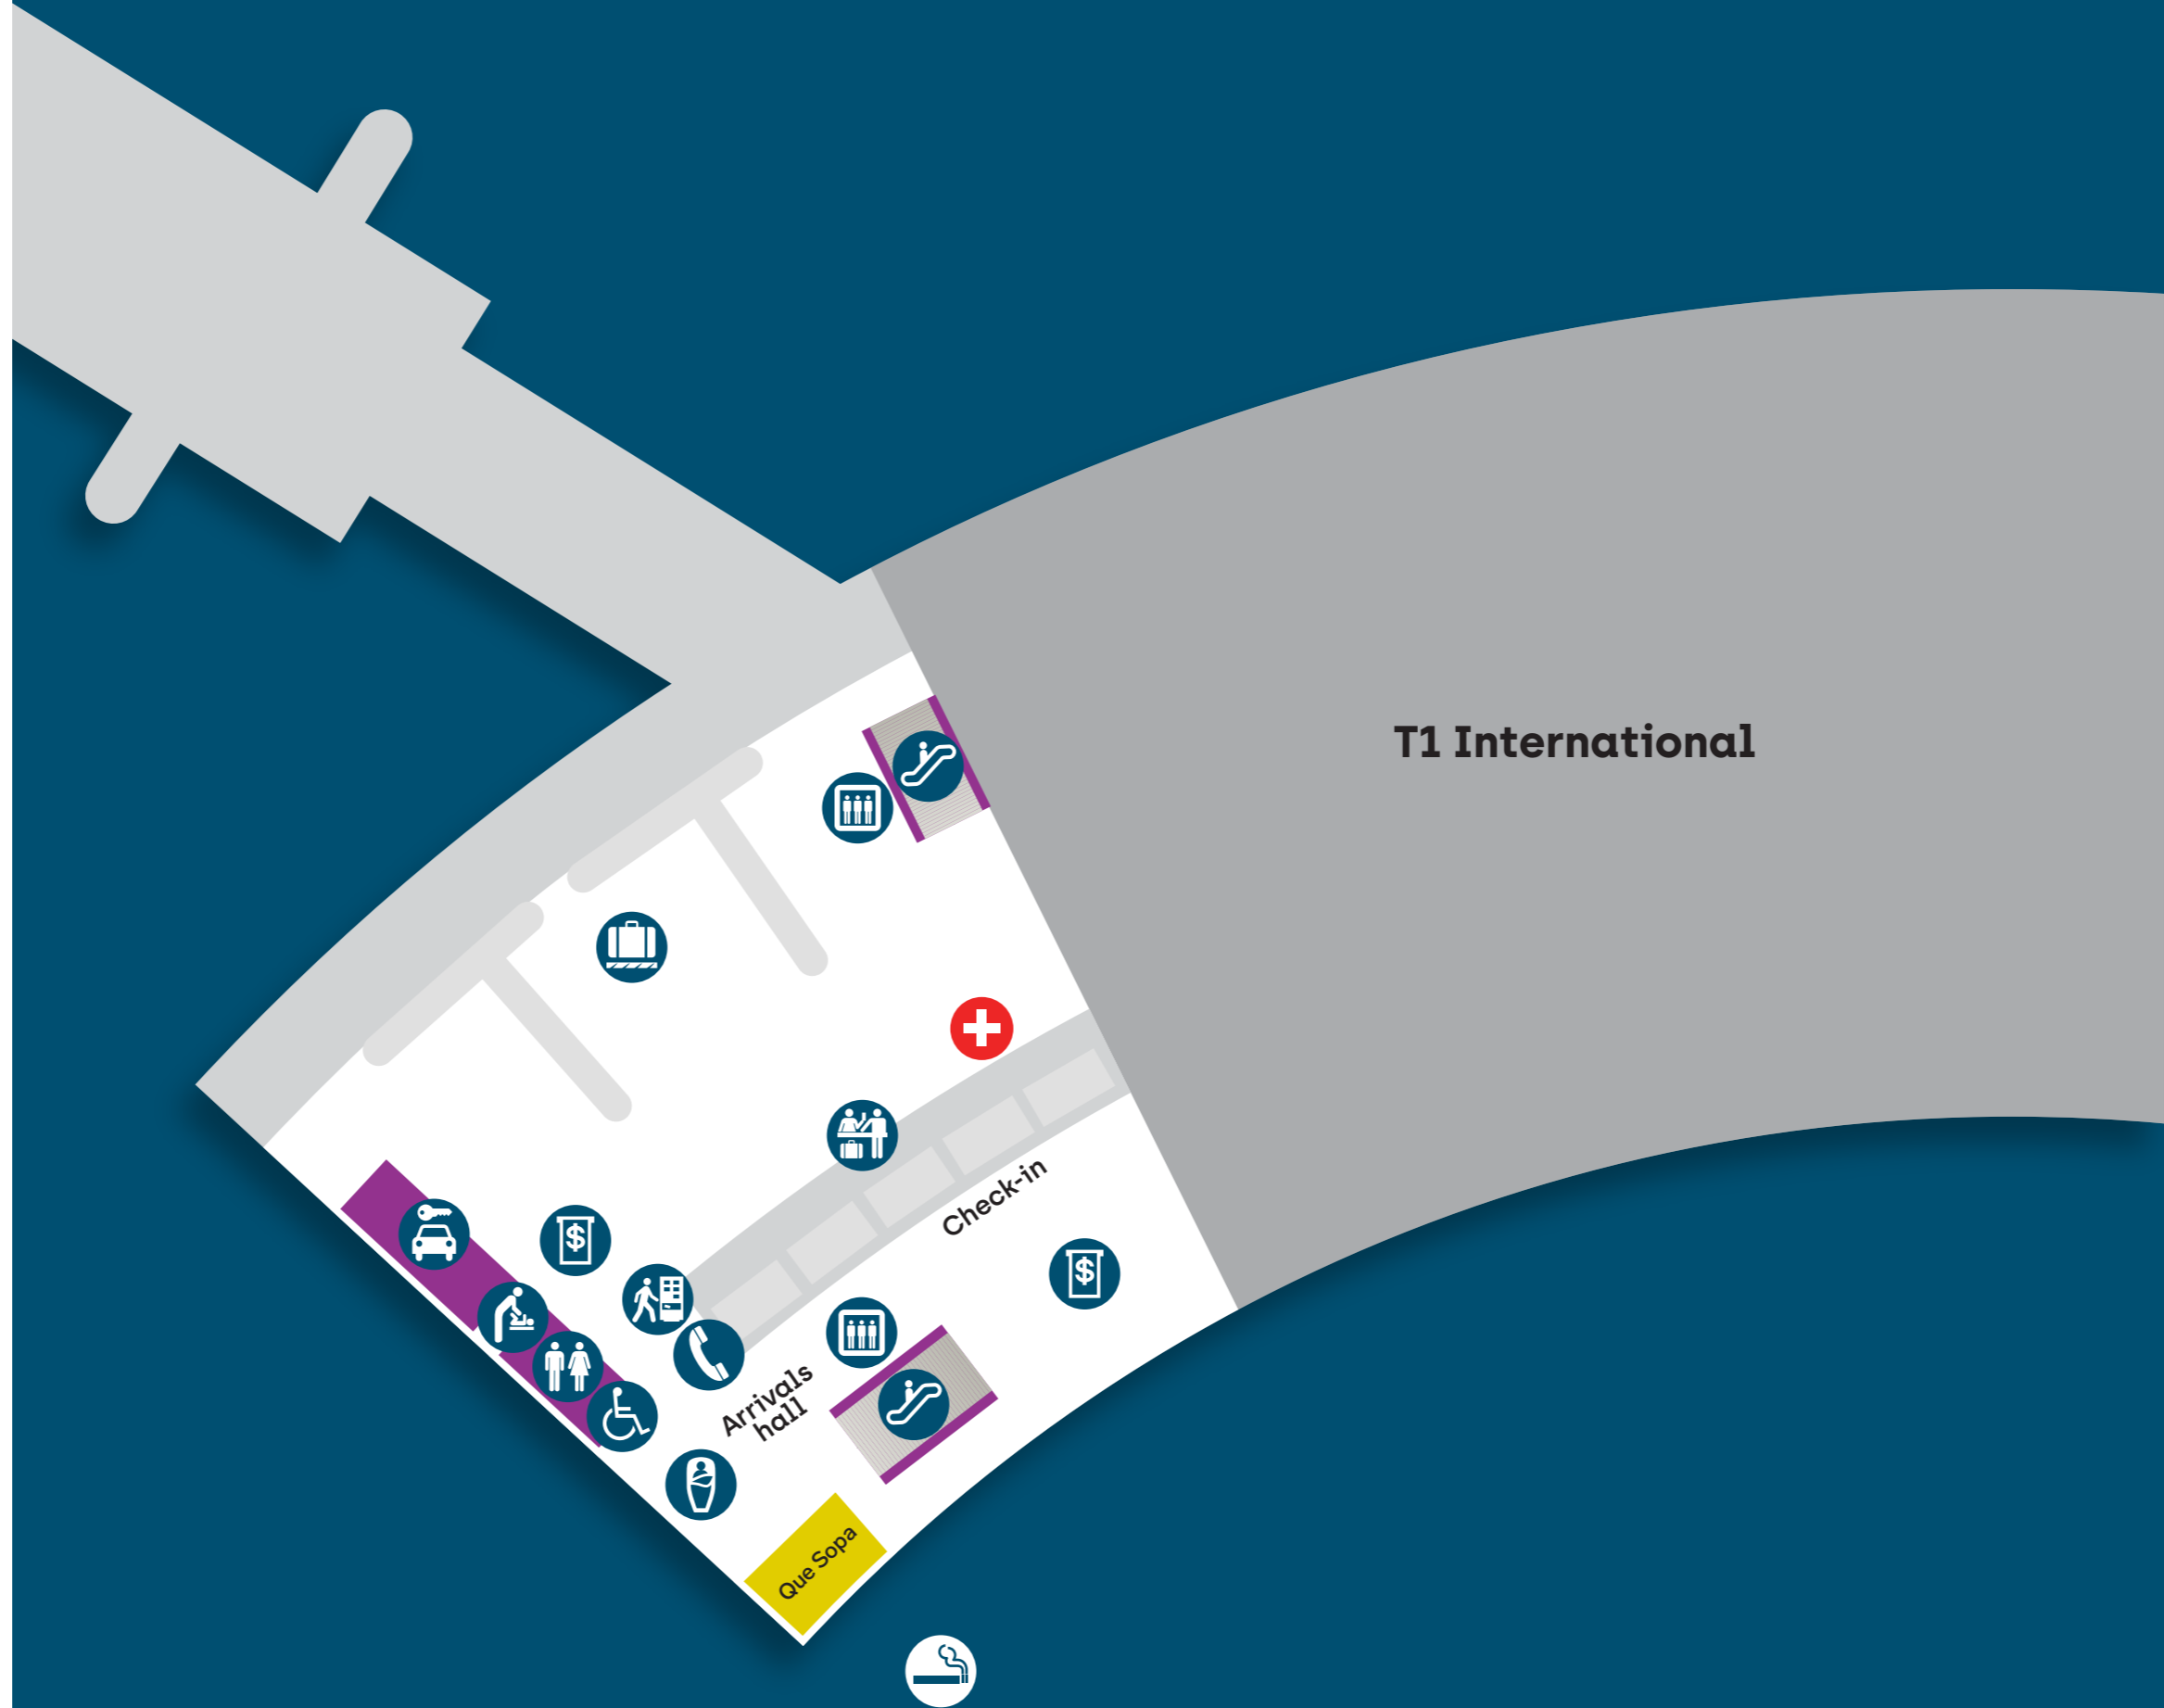 T1 International
Check-in
$
$
Arrivals
hall
Que Sopa